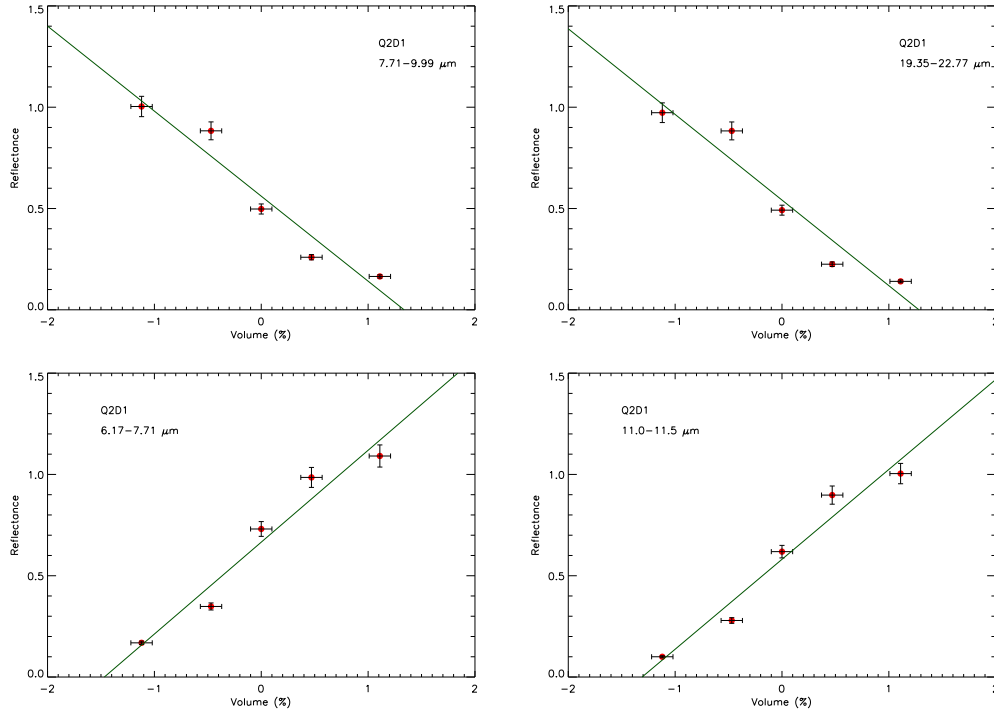 1.5
1.0
0.5
0.0
Reflectance
Q2D1
7.71−9.99 μm
−2 −1 0 1 2
Volume (%)
1.5
1.0
0.5
0.0
Reflectance
Q2D1
19.35−22.77 μm
−2 −1 0 1 2
Volume (%)
1.5
1.0
0.5
0.0
Reflectance
Q2D1
6.17−7.71 μm
−2 −1 0 1 2
Volume (%)
1.5
1.0
0.5
0.0
Reflectance
Q2D1
11.0−11.5 μm
−2 −1 0 1 2
Volume (%)